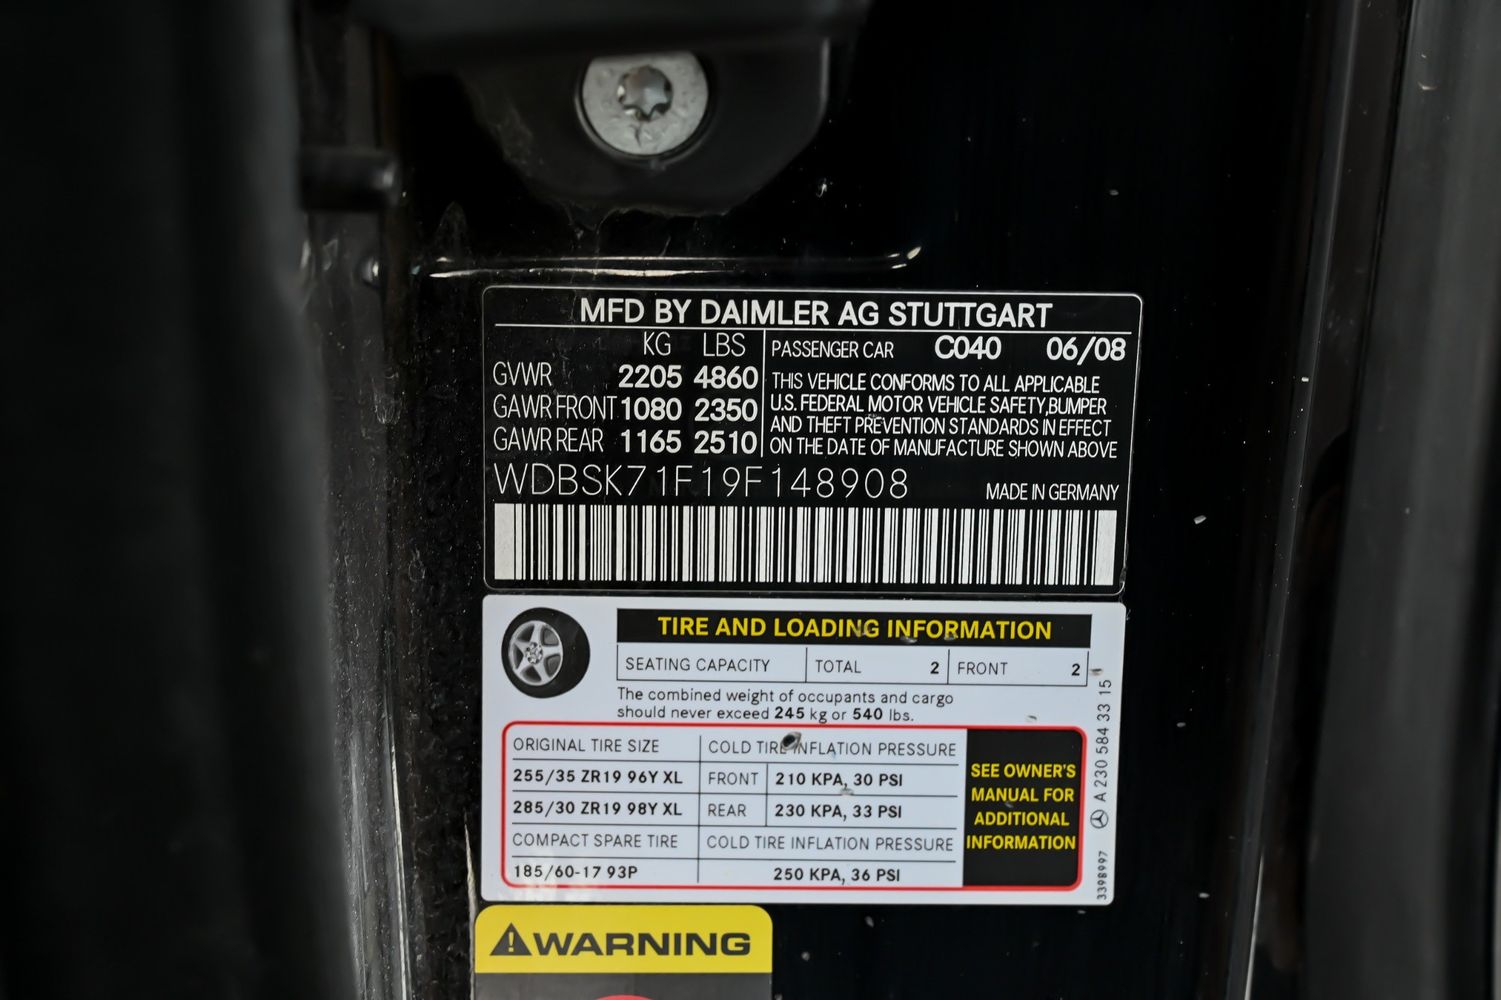 MFD BY DAIMLER AG STUTTGART
KG LBS
GVWR 2205 4860
GAWR FRONT 1080 2350
GAWR REAR 1165 2510
PASSENGER CAR C040 06/08
THIS VEHICLE CONFORMS TO ALL APPLICABLE
U.S. FEDERAL MOTOR VEHICLE SAFETY,BUMPER
AND THEFT PREVENTION STANDARDS IN EFFECT
ON THE DATE OF MANUFACTURE SHOWN ABOVE
WDBSK71F19F148908 MADE IN GERMANY
TIRE AND LOADING INFORMATION
SEATING CAPACITY TOTAL 2 FRONT 2
The combined weight of occupants and cargo
should never exceed 245 kg or 540 lbs.
ORIGINAL TIRE SIZE COLD TIRE INFLATION PRESSURE
255/35 ZR19 96Y XL FRONT 210 KPA, 30 PSI
285/30 ZR19 98Y XL REAR 230 KPA, 33 PSI
COMPACT SPARE TIRE COLD TIRE INFLATION PRESSURE
185/60-17 93P 250 KPA, 36 PSI
SEE OWNER'S
MANUAL FOR
ADDITIONAL
INFORMATION
3398997 A 230 584 33 15
WARNING